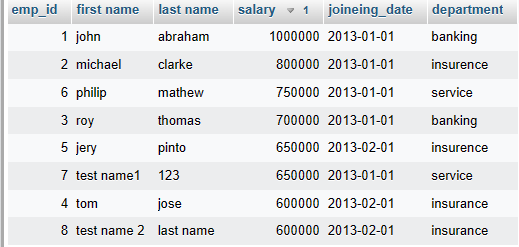 emp_id first name last name salary 1 joineing_date department
1 john abraham 1000000 2013-01-01 banking
2 michael clarke 800000 2013-01-01 insurence
6 philip mathew 750000 2013-01-01 service
3 roy thomas 700000 2013-01-01 banking
5 jery pinto 650000 2013-02-01 insurence
7 test name1 123 650000 2013-01-01 service
4 tom jose 600000 2013-02-01 insurance
8 test name 2 last name 600000 2013-02-01 insurance